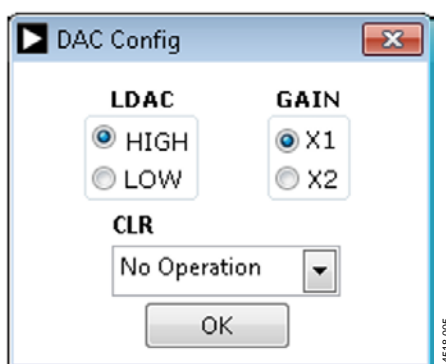 DAC Config
LDAC GAIN
HIGH X1
LOW X2
CLR
No Operation
OK